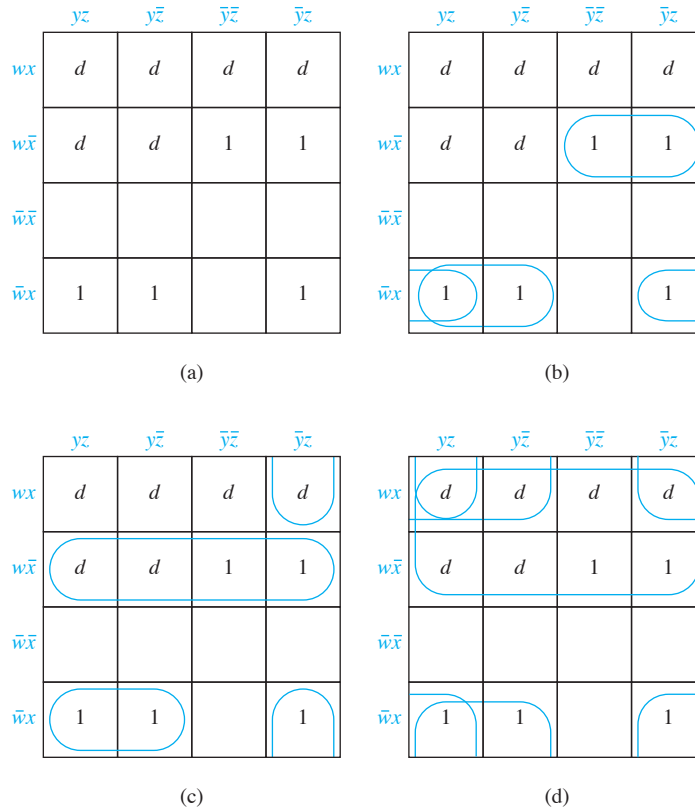 yz yz̄ ȳz̄ ȳz yz yz̄ ȳz̄ ȳz
wx d d d d wx d d d d
wx̄ d d 1 1 wx̄ d d 1 1
w̄x̄ w̄x̄
w̄x 1 1 1 w̄x 1 1 1
(a) (b)
yz yz̄ ȳz̄ ȳz yz yz̄ ȳz̄ ȳz
wx d d d d wx d d d d
wx̄ d d 1 1 wx̄ d d 1 1
w̄x̄ w̄x̄
w̄x 1 1 1 w̄x 1 1 1
(c) (d)